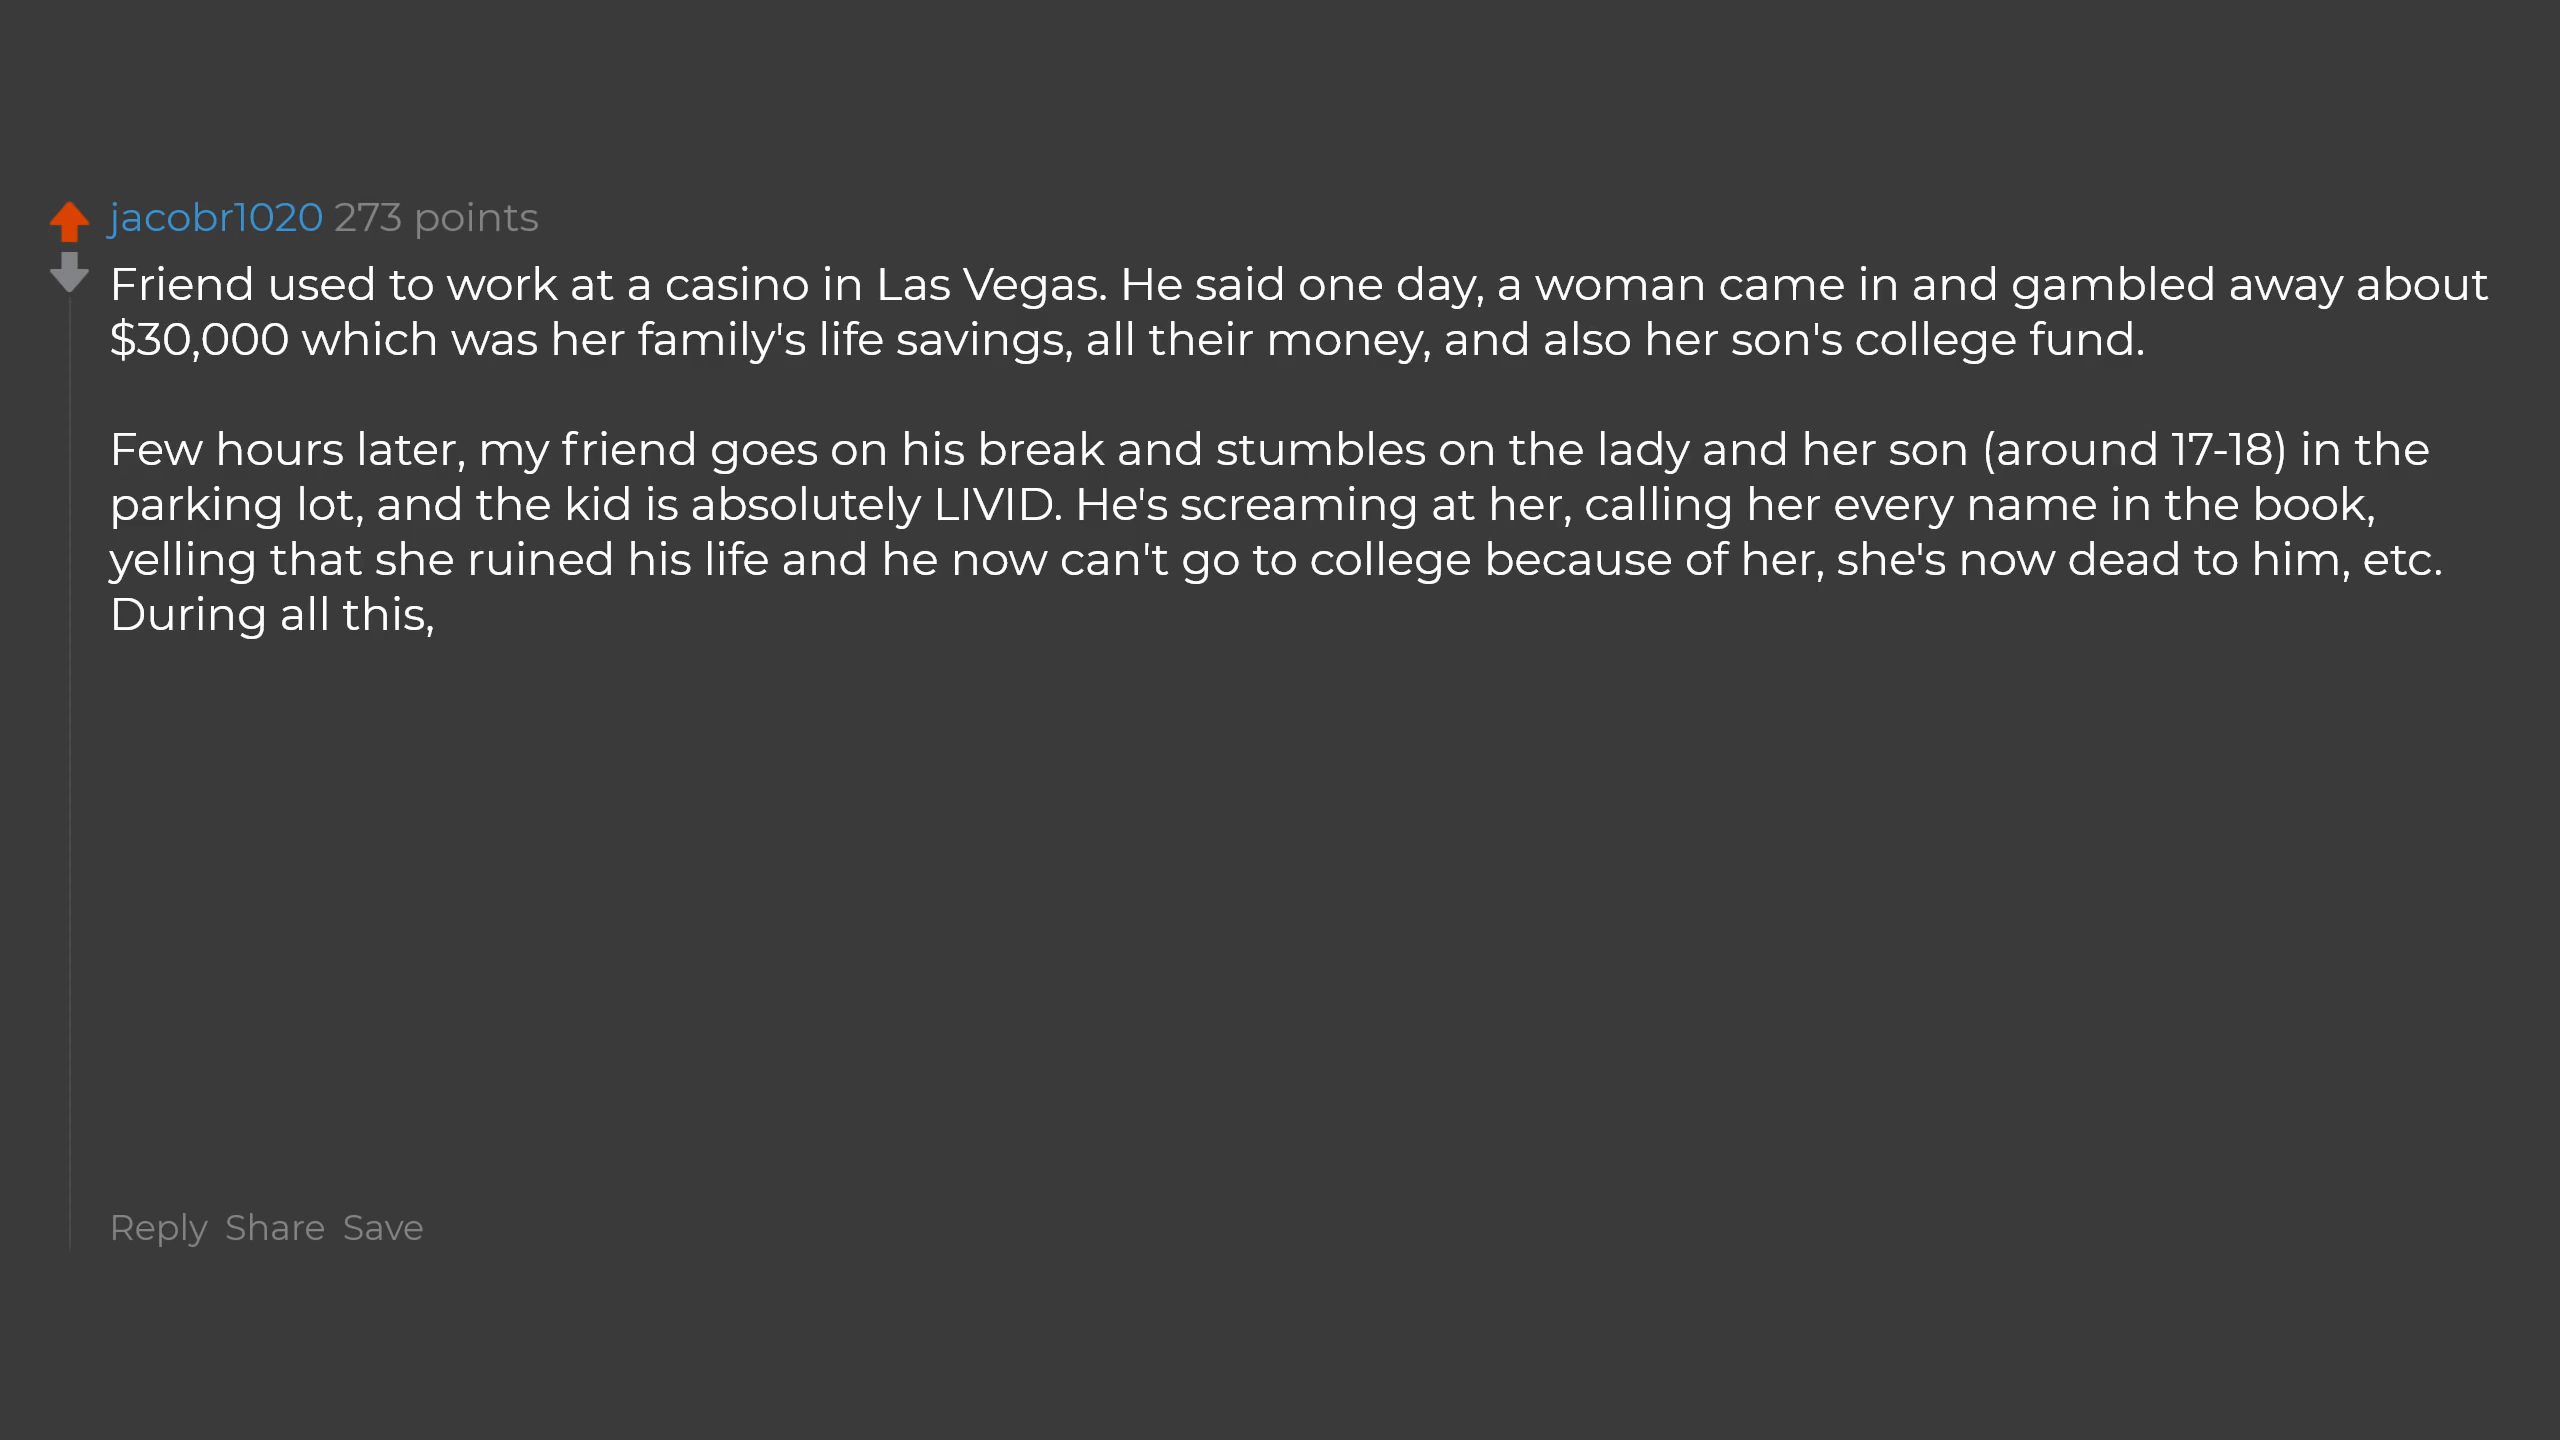 jacobr1020 273 points
Friend used to work at a casino in Las Vegas. He said one day, a woman came in and gambled away about
$30,000 which was her family's life savings, all their money, and also her son's college fund.
Few hours later, my friend goes on his break and stumbles on the lady and her son (around 17-18) in the
parking lot, and the kid is absolutely LIVID. He's screaming at her, calling her every name in the book,
yelling that she ruined his life and he now can't go to college because of her, she's now dead to him, etc.
During all this,
Reply Share Save